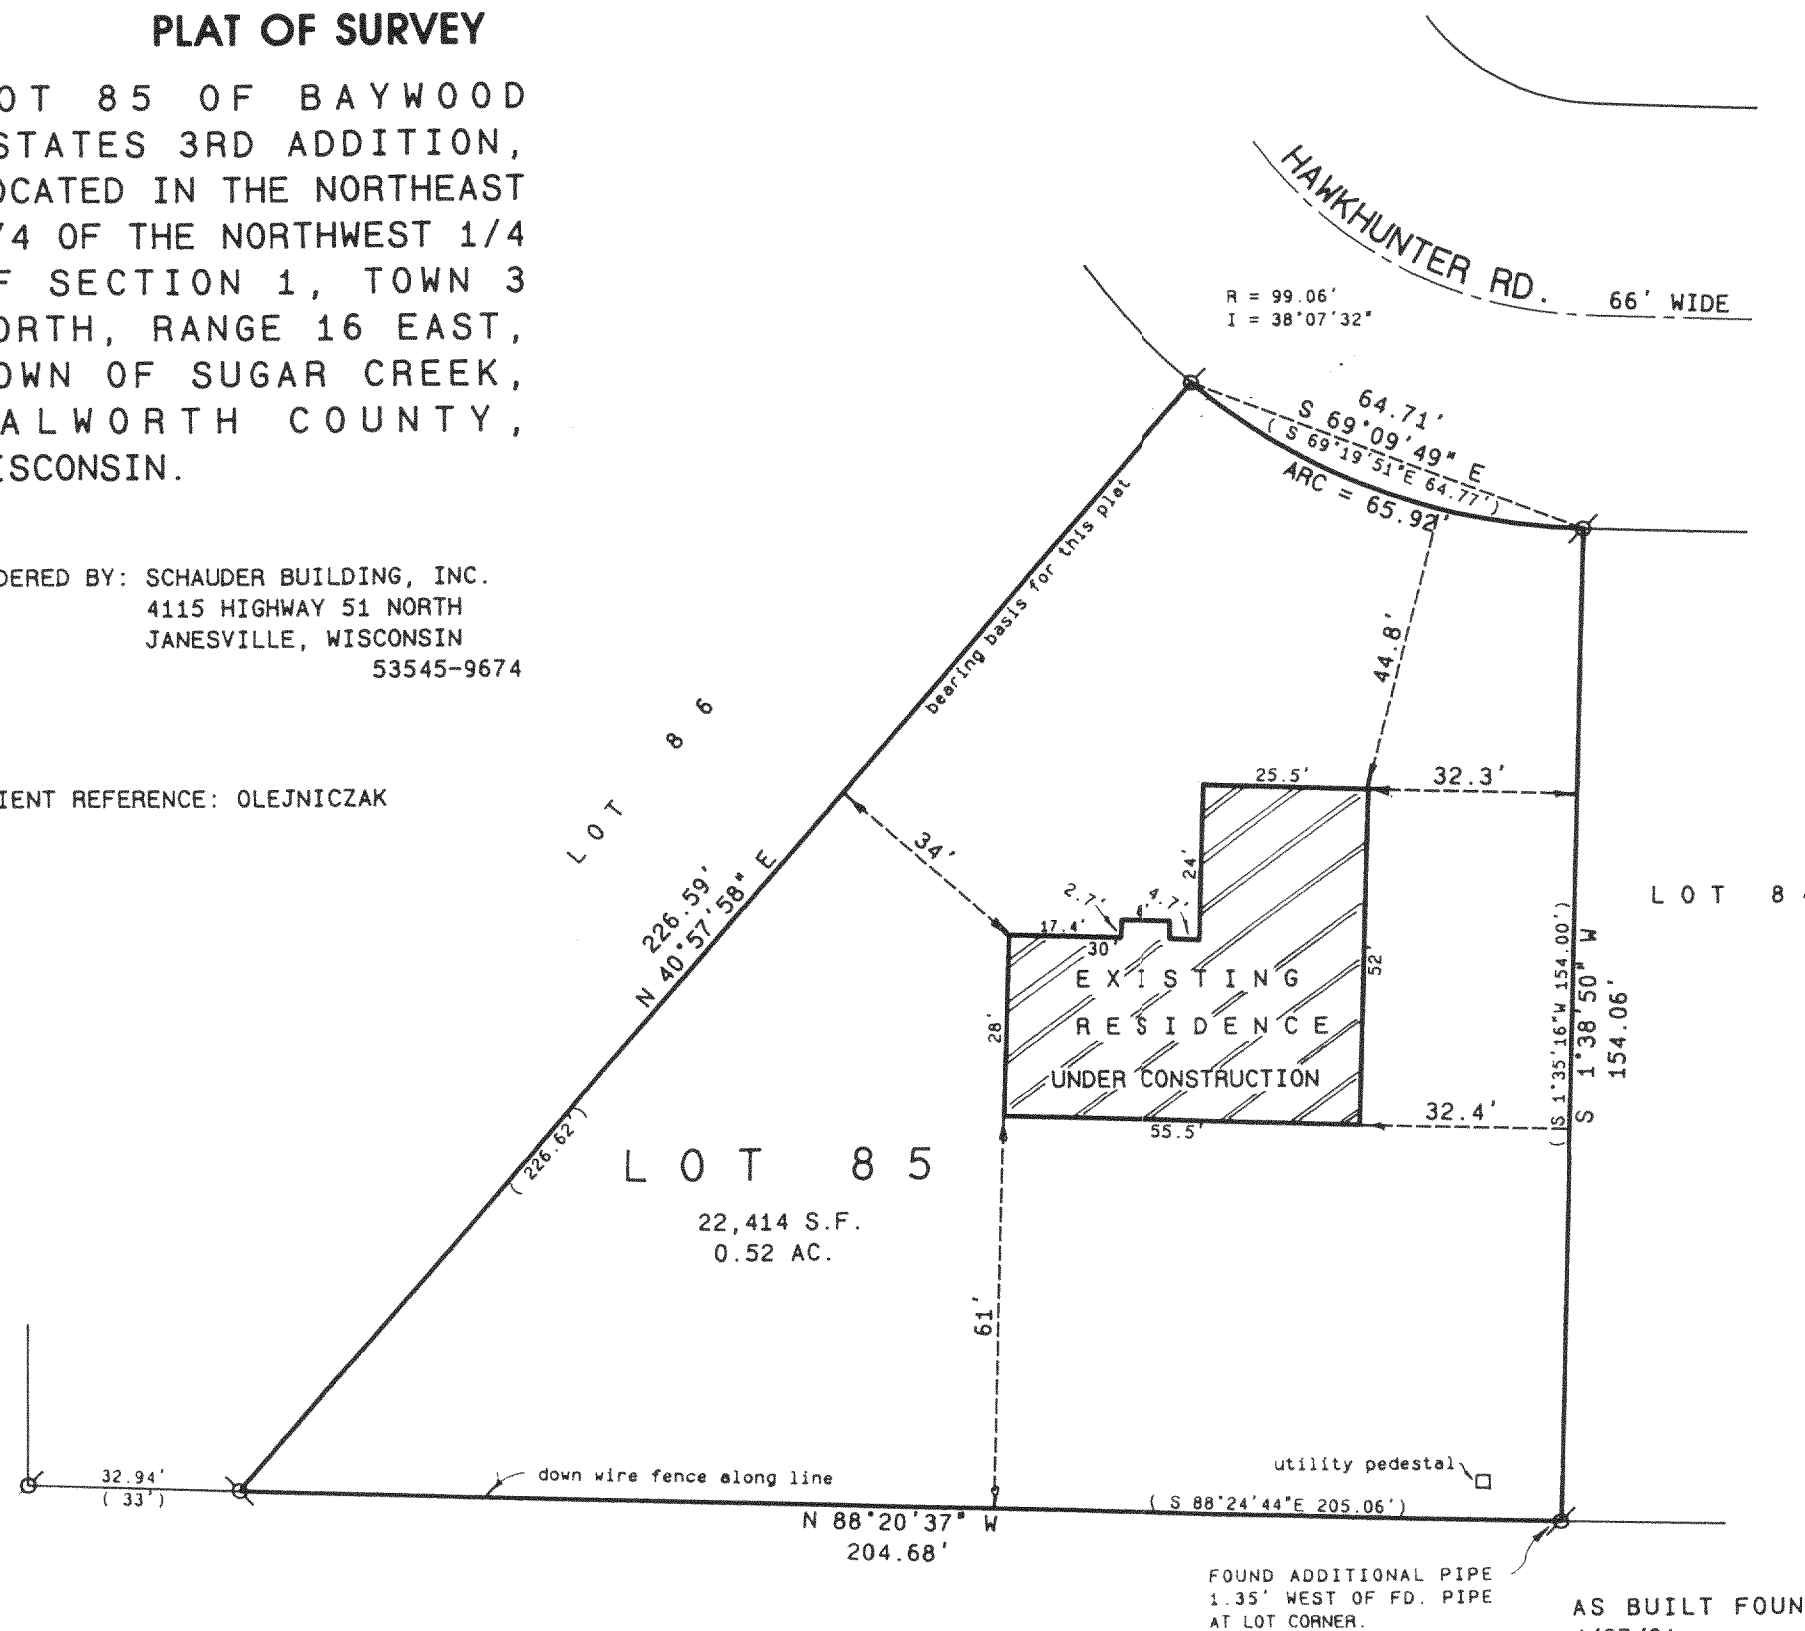 PLAT OF SURVEY
OT 85 OF BAYWOOD
STATES 3RD ADDITION,
OCATED IN THE NORTHEAST
/4 OF THE NORTHWEST 1/4
F SECTION 1, TOWN 3
ORTH, RANGE 16 EAST,
OWN OF SUGAR CREEK,
ALWORTH COUNTY,
ISCONSIN.
DERED BY: SCHAUDER BUILDING, INC.
4115 HIGHWAY 51 NORTH
JANESVILLE, WISCONSIN
53545-9674
IENT REFERENCE: OLEJNICZAK
HAWKHUNTER RD.
66' WIDE
R = 99.06'
I = 38°07'32"
64.71'
S 69°09'49" E
( S 69°19'51"E 64.77')
ARC = 65.92'
bearing basis for this plat
44.8'
LOT 86
25.5'
32.3'
34'
226.59'
N 40°57'58" E
24'
2.7'
4.7'
17.4'
30'
LOT 8
EXISTING
RESIDENCE
UNDER CONSTRUCTION
28'
52'
( S 1°35'16"W 154.00')
S 1°38'50" W
154.06'
32.4'
55.5'
( 226.62')
LOT 85
22,414 S.F.
0.52 AC.
61'
32.94'
( 33')
down wire fence along line
utility pedestal
( S 88°24'44"E 205.06')
N 88°20'37" W
204.68'
FOUND ADDITIONAL PIPE
1.35' WEST OF FD. PIPE
AT LOT CORNER.
AS BUILT FOUN